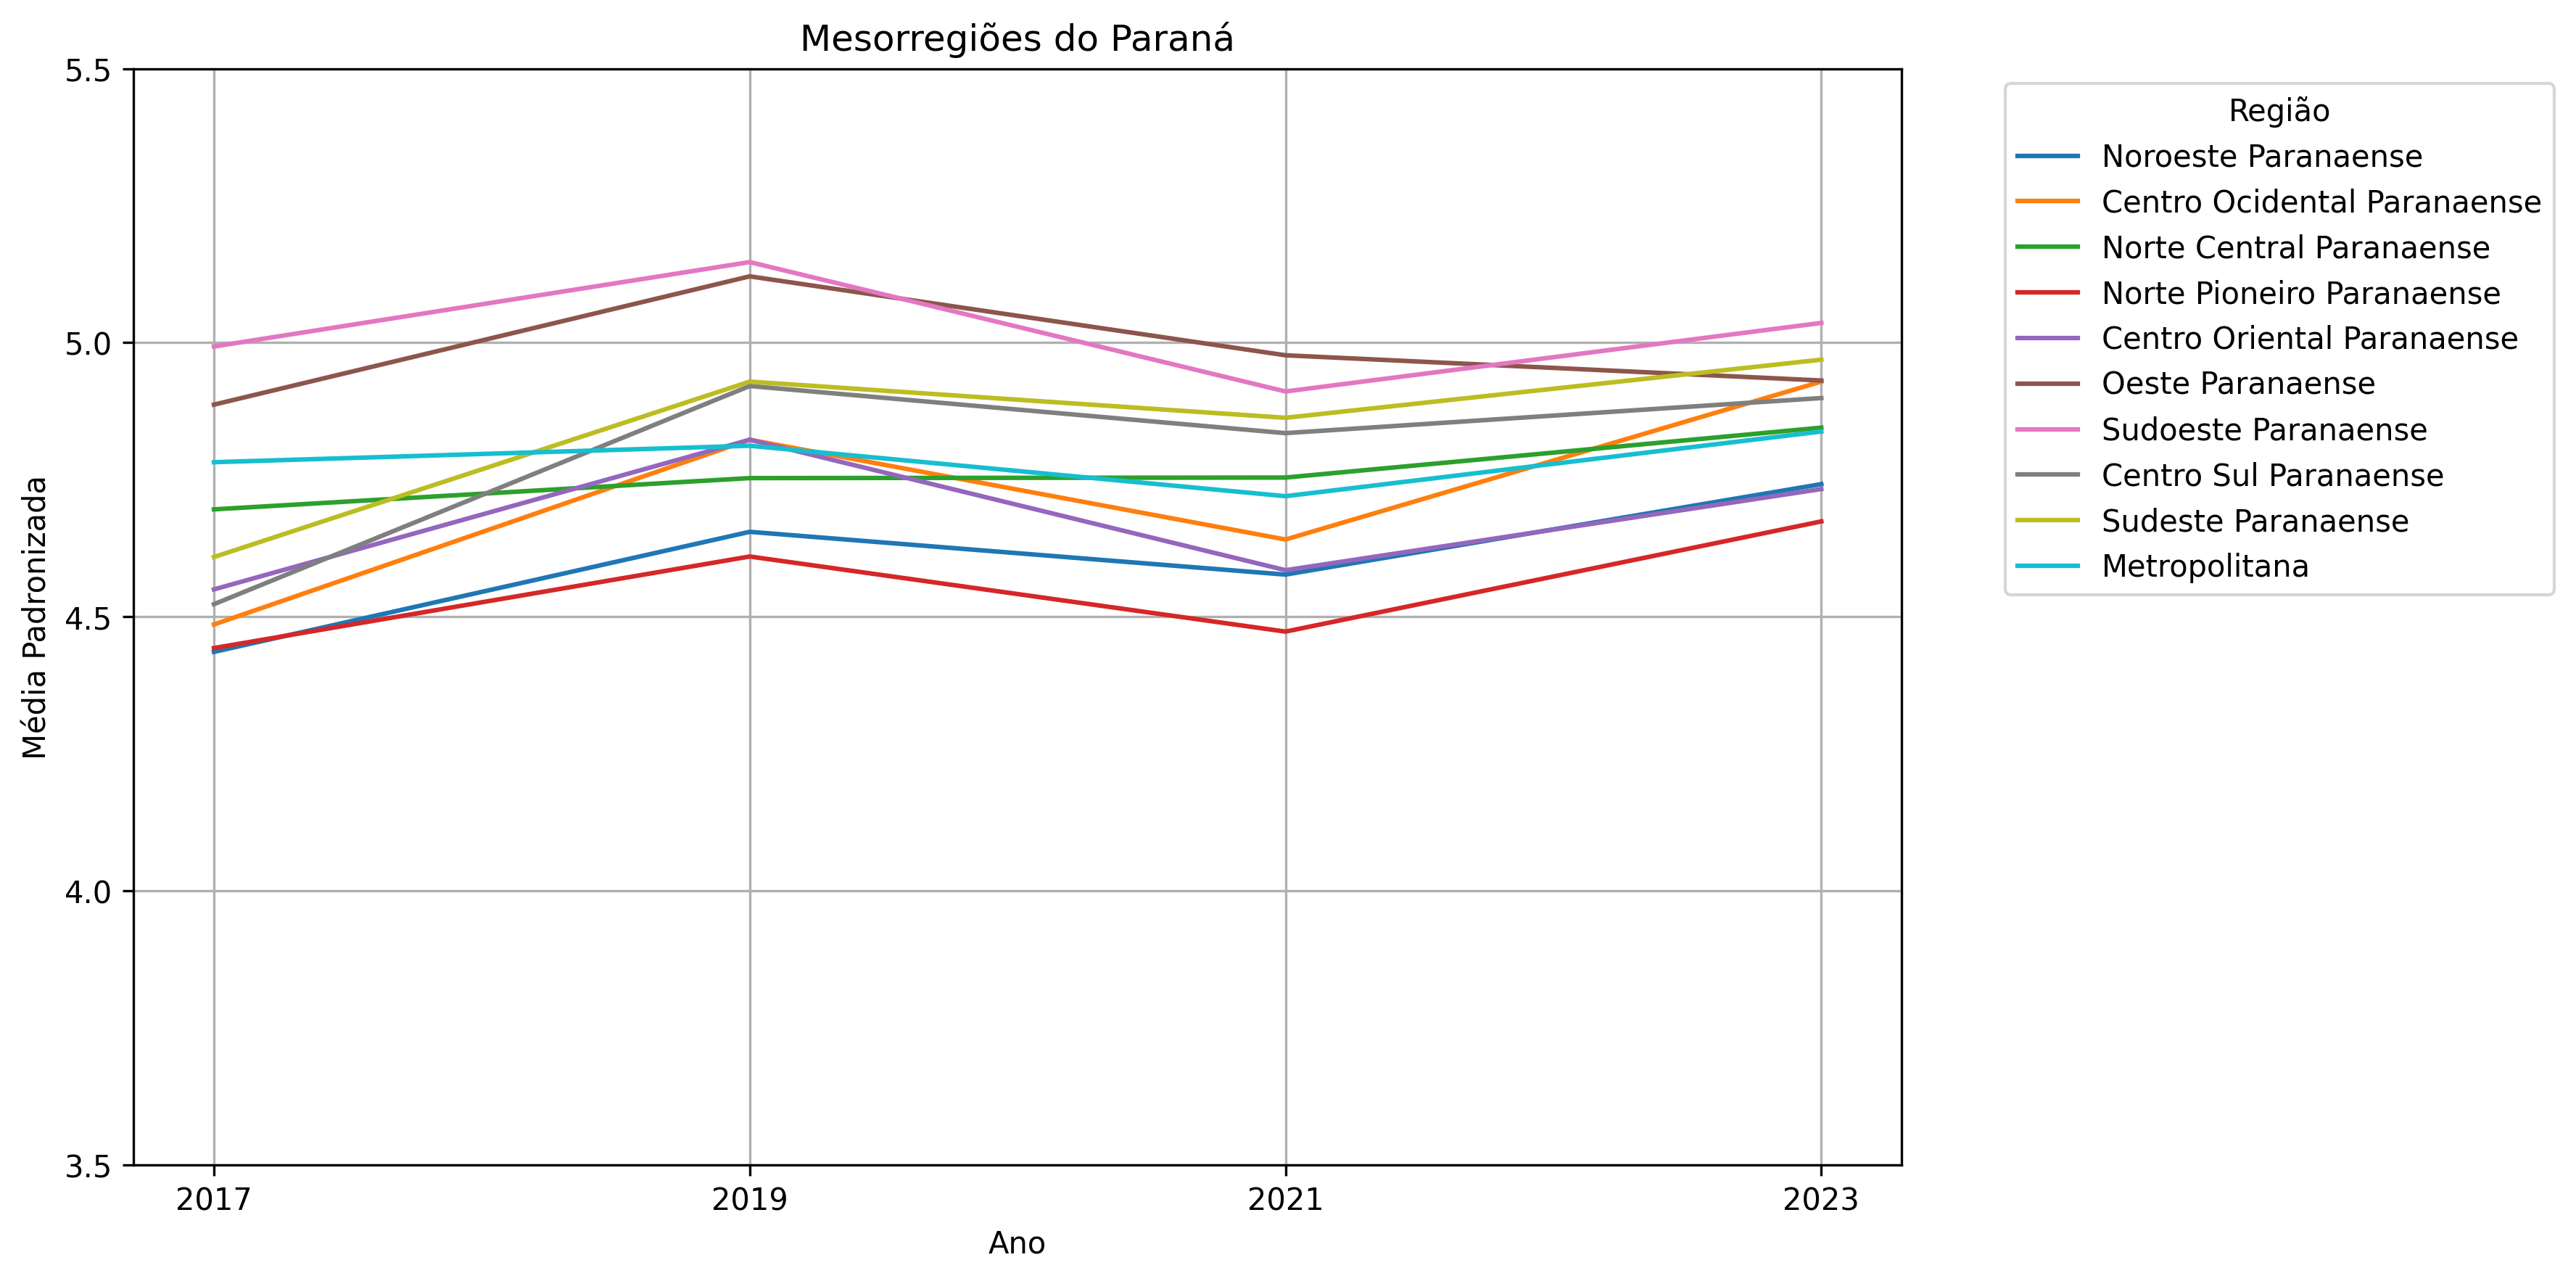 Mesorregiões do Paraná
5.5
5.0
4.5
4.0
3.5
Média Padronizada
2017 2019 2021 2023
Ano
Região
Noroeste Paranaense
Centro Ocidental Paranaense
Norte Central Paranaense
Norte Pioneiro Paranaense
Centro Oriental Paranaense
Oeste Paranaense
Sudoeste Paranaense
Centro Sul Paranaense
Sudeste Paranaense
Metropolitana